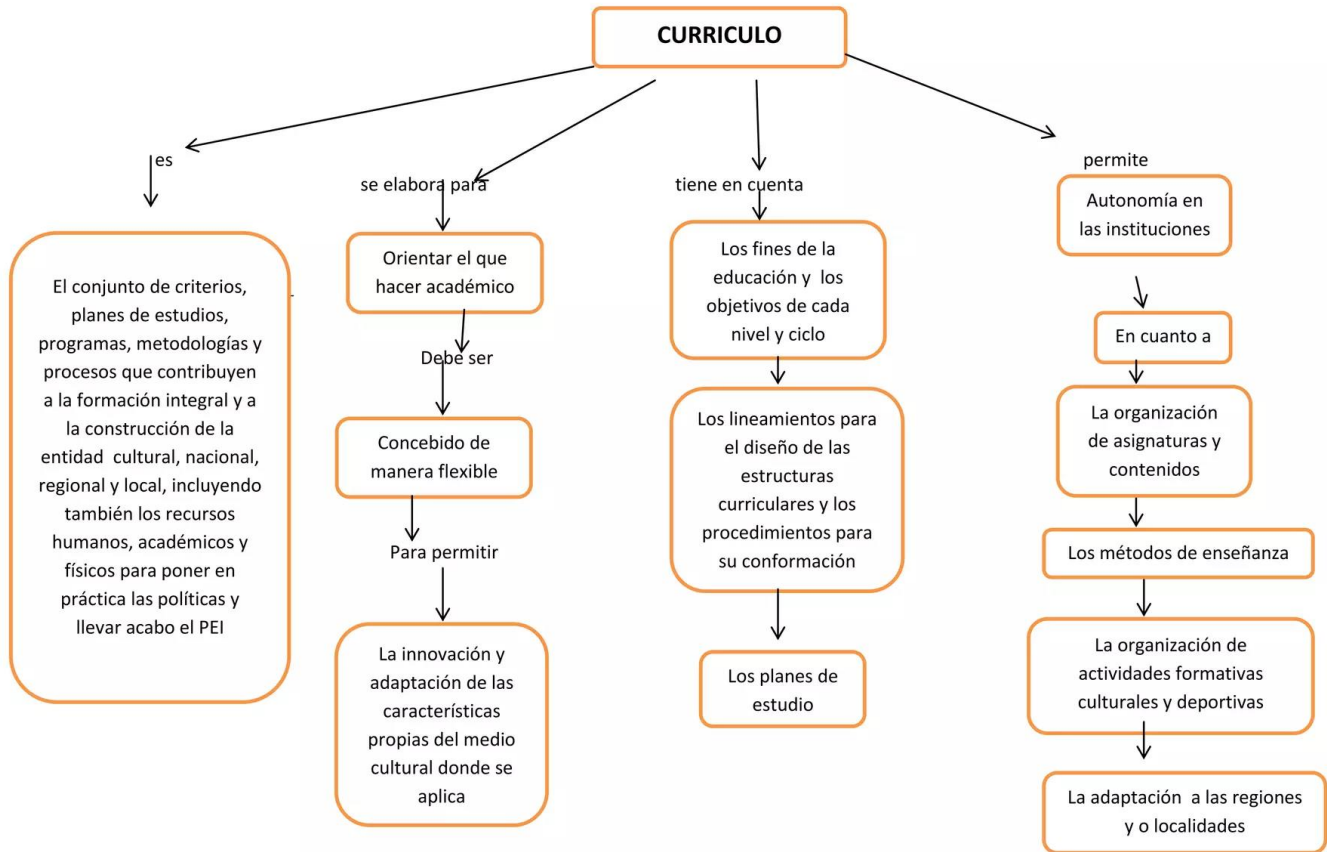 CURRICULO
es
El conjunto de criterios,
planes de estudios,
programas, metodologías y
procesos que contribuyen
a la formación integral y a
la construcción de la
entidad cultural, nacional,
regional y local, incluyendo
también los recursos
humanos, académicos y
físicos para poner en
práctica las políticas y
llevar acabo el PEI
se elabora para
Orientar el que
hacer académico
Debe ser
Concebido de
manera flexible
Para permitir
La innovación y
adaptación de las
características
propias del medio
cultural donde se
aplica
tiene en cuenta
Los fines de la
educación y los
objetivos de cada
nivel y ciclo
Los lineamientos para
el diseño de las
estructuras
curriculares y los
procedimientos para
su conformación
Los planes de
estudio
permite
Autonomía en
las instituciones
En cuanto a
La organización
de asignaturas y
contenidos
Los métodos de enseñanza
La organización de
actividades formativas
culturales y deportivas
La adaptación a las regiones
y o localidades